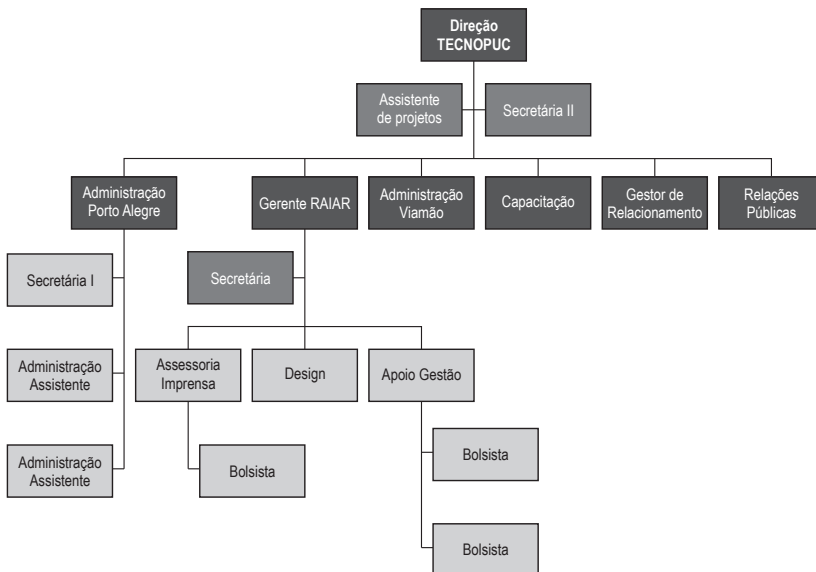 Direção
TECNOPUC
Assistente
de projetos
Secretária II
Administração
Porto Alegre
Gerente RAIAR
Administração
Viamão
Capacitação
Gestor de
Relacionamento
Relações
Públicas
Secretária I
Secretária
Administração
Assistente
Assessoria
Imprensa
Design
Apoio Gestão
Administração
Assistente
Bolsista
Bolsista
Bolsista